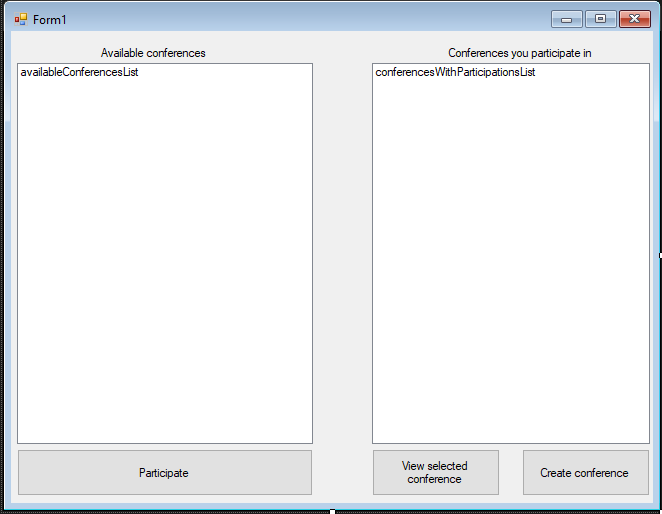 Form1
Available conferences
Conferences you participate in
availableConferencesList
conferencesWithParticipationsList
Participate
View selected
conference
Create conference